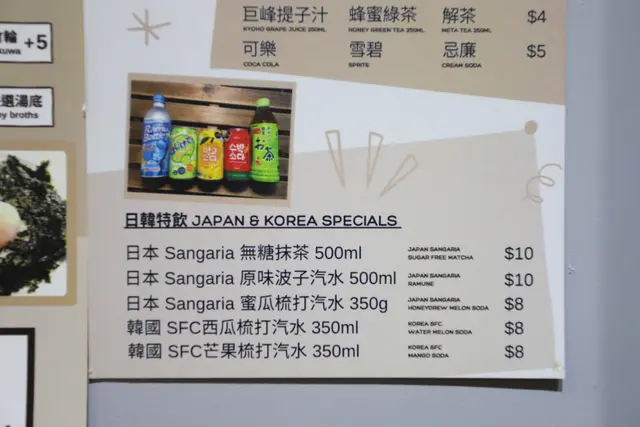 巨峰提子汁 蜂蜜綠茶 解茶 $4
KYOHO GRAPE JUICE 250ML HONEY GREEN TEA 250ML META TEA 250ML
可樂 雪碧 忌廉 $5
COCA COLA SPRITE CREAM SODA
+5
選湯底
y broths
お茶
日韓特飲 JAPAN & KOREA SPECIALS
日本 Sangaria 無糖抹茶 500ml JAPAN SANGARIA SUGAR FREE MATCHA $10
日本 Sangaria 原味波子汽水 500ml JAPAN SANGARIA RAMUNE $10
日本 Sangaria 蜜瓜梳打汽水 350g JAPAN SANGARIA HONEYDREW MELON SODA $8
韓國 SFC西瓜梳打汽水 350ml KOREA SFC WATER MELON SODA $8
韓國 SFC芒果梳打汽水 350ml KOREA SFC MANGO SODA $8